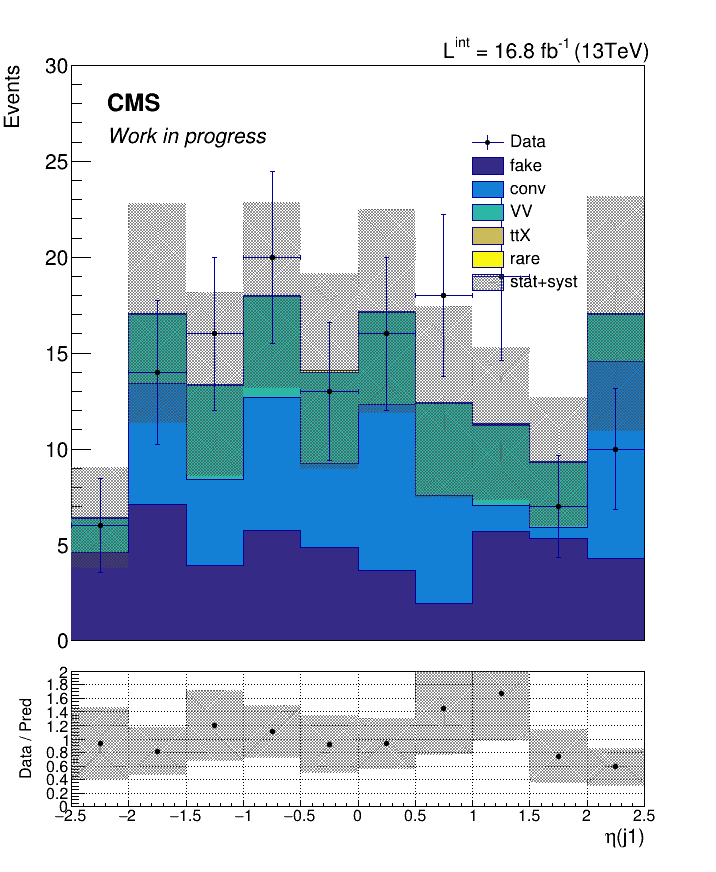 L^int = 16.8 fb^-1 (13TeV)
Events
30
25
20
15
10
5
0
CMS
Work in progress
Data
fake
conv
VV
ttX
rare
stat+syst
Data / Pred
2
1.8
1.6
1.4
1.2
1
0.8
0.6
0.4
0.2
0
−2.5 −2 −1.5 −1 −0.5 0 0.5 1 1.5 2 2.5
η(j1)